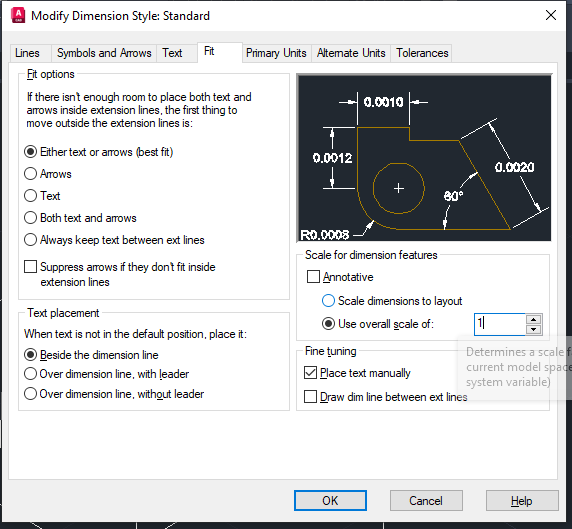 A
CAD
Modify Dimension Style: Standard
Lines
Symbols and Arrows
Text
Fit
Primary Units
Alternate Units
Tolerances
Fit options
If there isn't enough room to place both text and
arrows inside extension lines, the first thing to
move outside the extension lines is:
Either text or arrows (best fit)
Arrows
Text
Both text and arrows
Always keep text between ext lines
Suppress arrows if they don't fit inside
extension lines
Text placement
When text is not in the default position, place it:
Beside the dimension line
Over dimension line, with leader
Over dimension line, without leader
0.0010
0.0012
0.0020
60°
R0.0008
Scale for dimension features
Annotative
Scale dimensions to layout
Use overall scale of:
1
Determines a scale f
current model space
system variable)
Fine tuning
Place text manually
Draw dim line between ext lines
OK
Cancel
Help